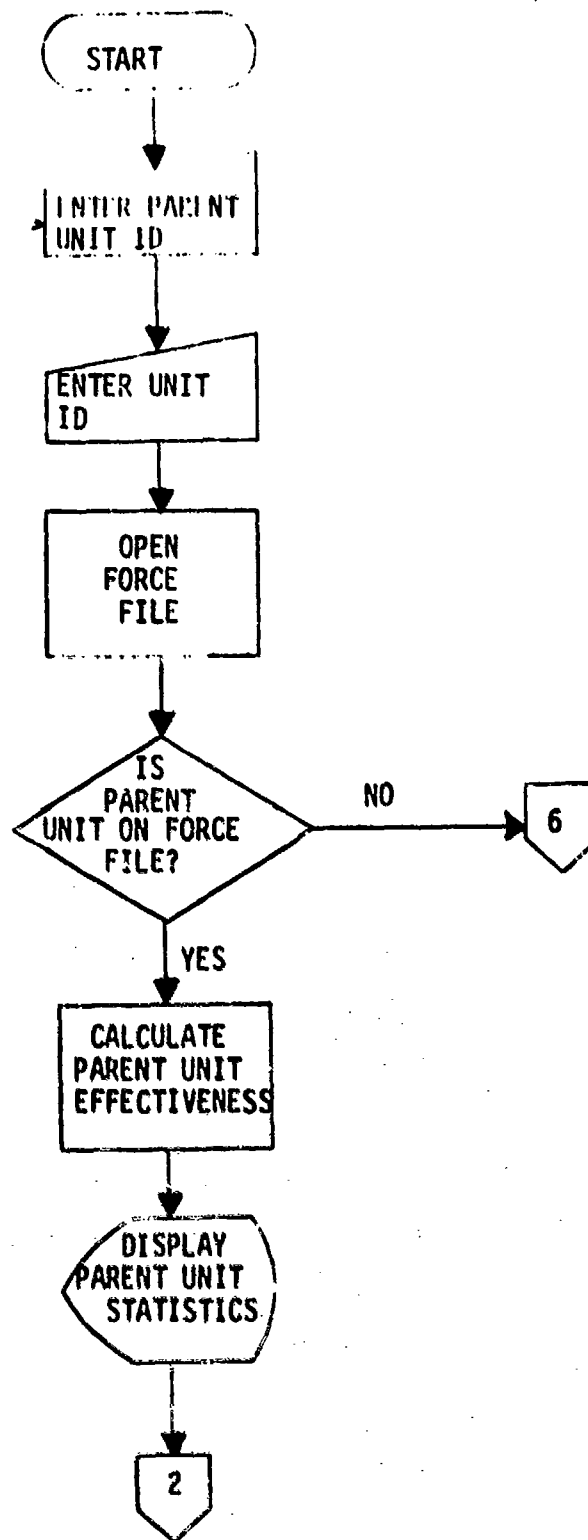 START
ENTER PARENT
UNIT ID
ENTER UNIT
ID
OPEN
FORCE
FILE
IS
PARENT
UNIT ON FORCE
FILE?
NO
6
YES
CALCULATE
PARENT UNIT
EFFECTIVENESS
DISPLAY
PARENT UNIT
STATISTICS
2